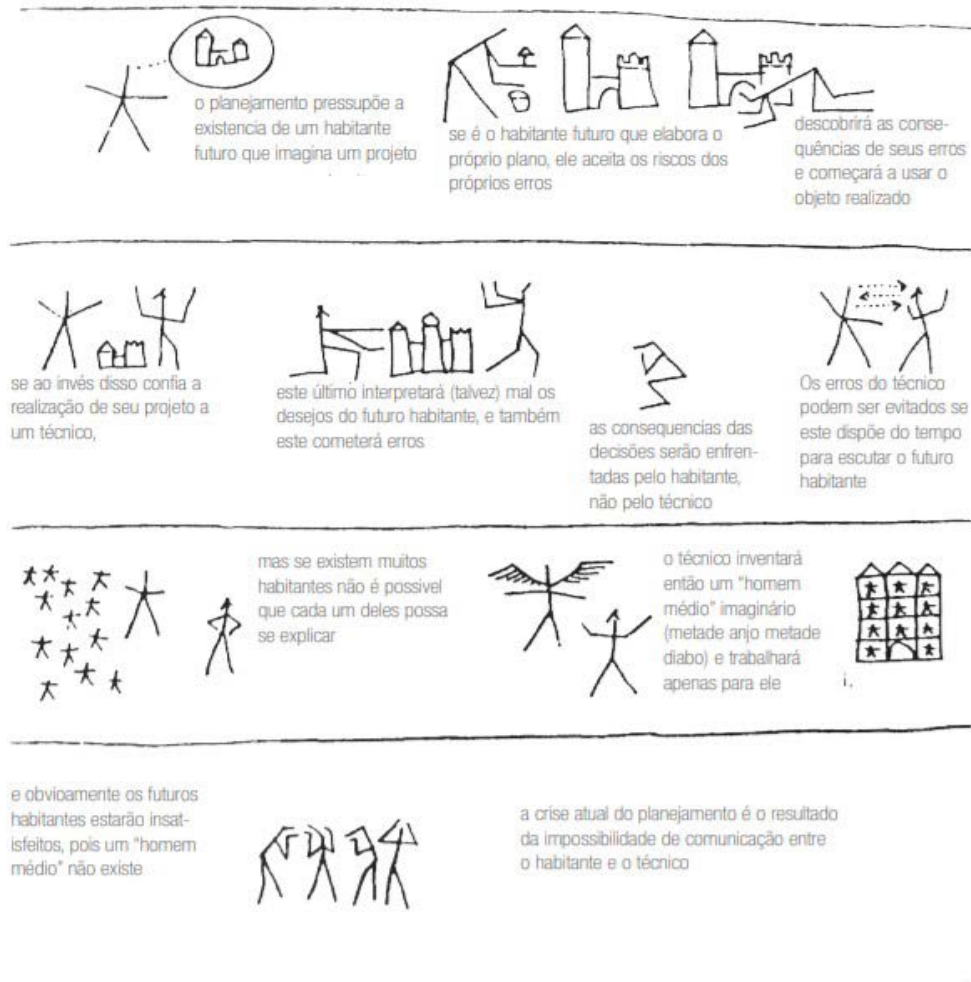 o planejamento pressupõe a
existencia de um habitante
futuro que imagina um projeto
se é o habitante futuro que elabora o
próprio plano, ele aceita os riscos dos
próprios erros
descobrirá as conse-
quências de seus erros
e começará a usar o
objeto realizado
se ao invés disso confia a
realização de seu projeto a
um técnico,
este último interpretará (talvez) mal os
desejos do futuro habitante, e também
este cometerá erros
as consequencias das
decisões serão enfren-
tadas pelo habitante,
não pelo técnico
Os erros do técnico
podem ser evitados se
este dispõe do tempo
para escutar o futuro
habitante
mas se existem muitos
habitantes não é possivel
que cada um deles possa
se explicar
o técnico inventará
então um "homem
médio" imaginário
(metade anjo metade
diabo) e trabalhará
apenas para ele
i.
e obvioamente os futuros
habitantes estarão insat-
isfeitos, pois um "homem
médio" não existe
a crise atual do planejamento é o resultado
da impossibilidade de comunicação entre
o habitante e o técnico